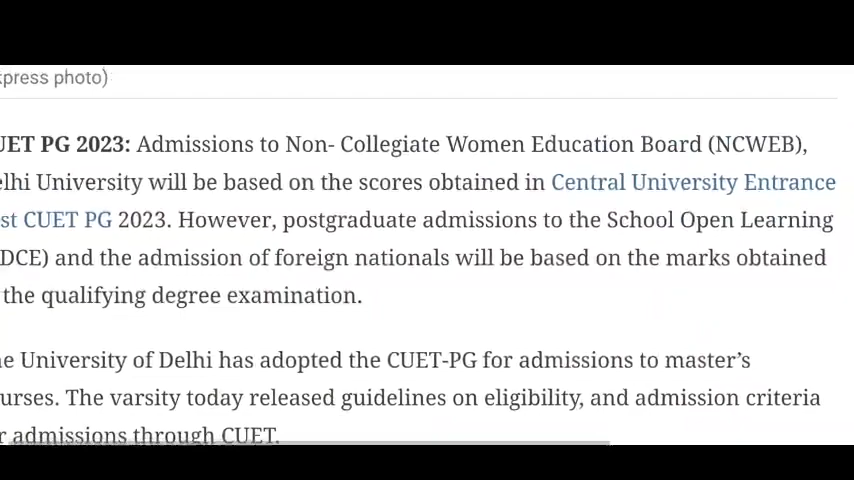 press photo)
UET PG 2023: Admissions to Non- Collegiate Women Education Board (NCWEB),
elhi University will be based on the scores obtained in Central University Entrance
st CUET PG 2023. However, postgraduate admissions to the School Open Learning
DCE) and the admission of foreign nationals will be based on the marks obtained
the qualifying degree examination.
e University of Delhi has adopted the CUET-PG for admissions to master’s
urses. The varsity today released guidelines on eligibility, and admission criteria
r admissions through CUET.